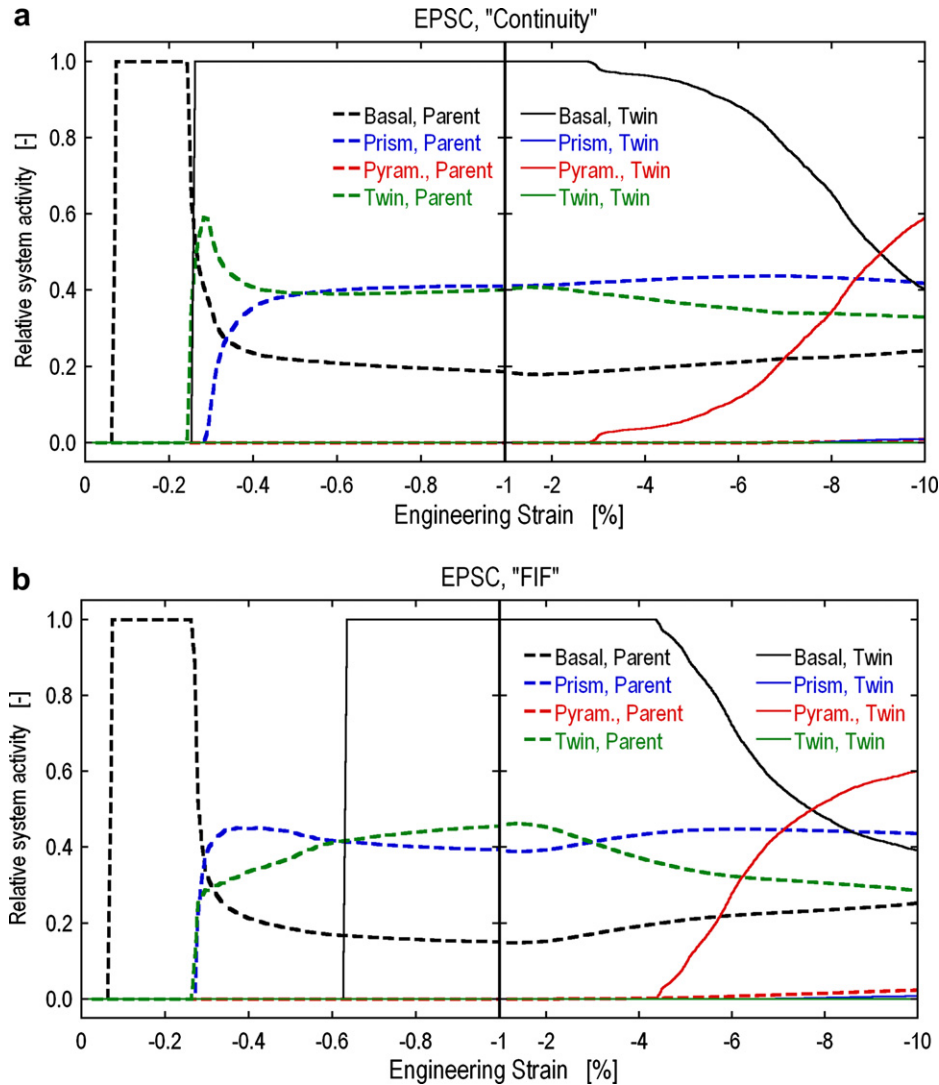 a
EPSC, "Continuity"
1.0
0.8
0.6
0.4
0.2
0.0
Relative system activity [-]
Basal, Parent
Prism, Parent
Pyram., Parent
Twin, Parent
Basal, Twin
Prism, Twin
Pyram., Twin
Twin, Twin
0 -0.2 -0.4 -0.6 -0.8 -1 -2 -4 -6 -8 -10
Engineering Strain [%]
b
EPSC, "FIF"
1.0
0.8
0.6
0.4
0.2
0.0
Relative system activity [-]
Basal, Parent
Prism, Parent
Pyram., Parent
Twin, Parent
Basal, Twin
Prism, Twin
Pyram., Twin
Twin, Twin
0 -0.2 -0.4 -0.6 -0.8 -1 -2 -4 -6 -8 -10
Engineering Strain [%]